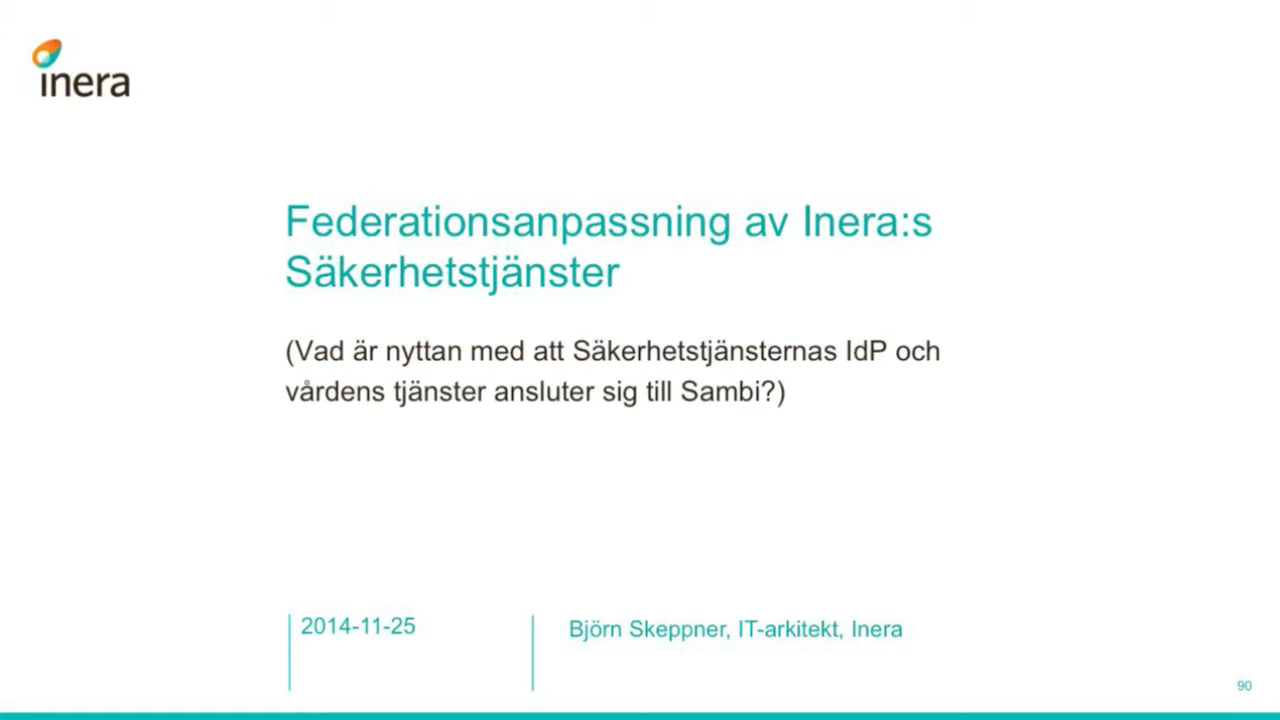 inera
Federationsanpassning av Inera:s
Säkerhetstjänster
(Vad är nyttan med att Säkerhetstjänsternas IdP och
vårdens tjänster ansluter sig till Sambi?)
2014-11-25
Björn Skeppner, IT-arkitekt, Inera
90